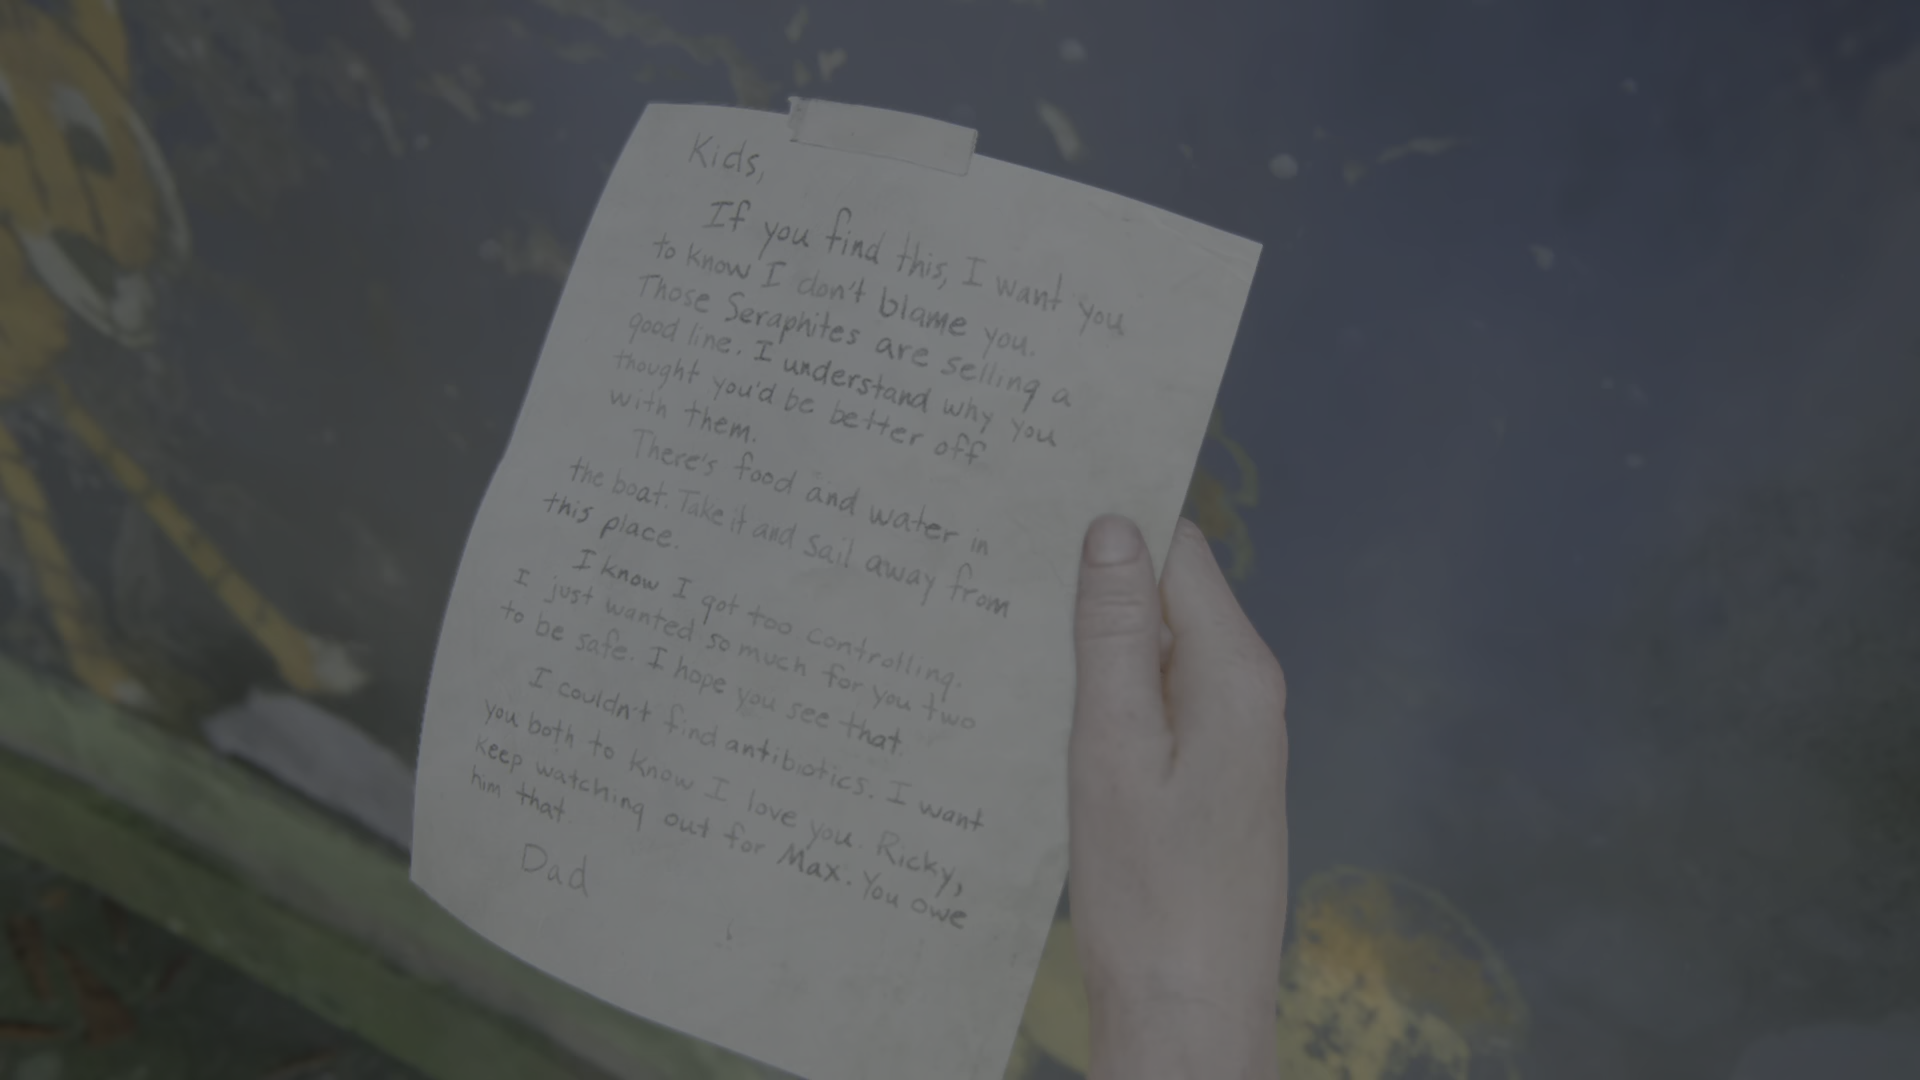 Kids,
If you find this, I want you
to know I don't blame you.
Those Seraphites are selling a
good line. I understand why you
thought you'd be better off
with them.
There's food and water in
the boat. Take it and sail away from
this place.
I know I got too controlling.
I just wanted so much for you two
to be safe. I hope you see that.
I couldn't find antibiotics. I want
you both to know I love you. Ricky,
keep watching out for Max. You owe
him that
Dad